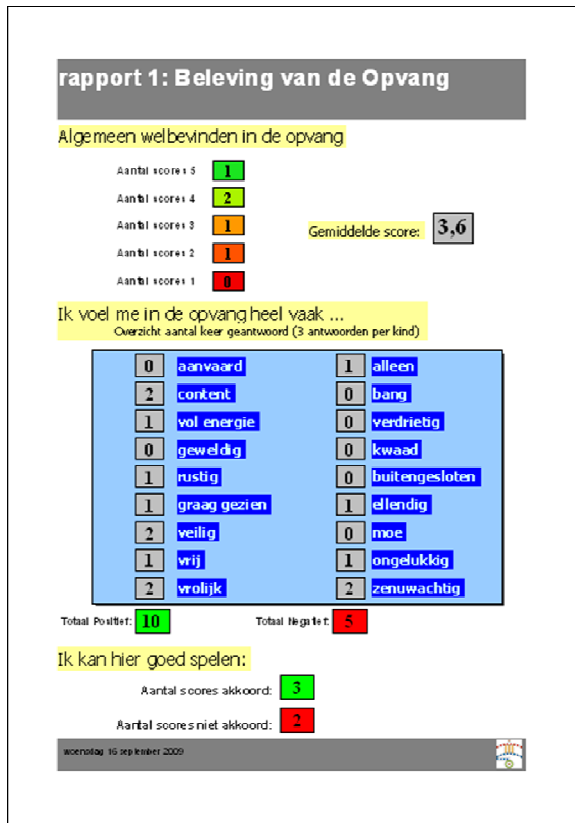 rapport 1: Beleving van de Opvang
Algemeen welbevinden in de opvang
Aantal scores 5 1
Aantal scores 4 2
Aantal scores 3 1
Gemiddelde score: 3,6
Aantal scores 2 1
Aantal scores 1 0
Ik voel me in de opvang heel vaak ...
Overzicht aantal keer geantwoord (3 antwoorden per kind)
0 aanvaard 1 alleen
2 content 0 bang
1 vol energie 0 verdrietig
0 geweldig 0 kwaad
1 rustig 0 buitengesloten
1 graag gezien 1 ellendig
2 veilig 0 moe
1 vrij 1 ongelukkig
2 vrolijk 2 zenuwachtig
Totaal Positief: 10 Totaal Negatief: 5
Ik kan hier goed spelen:
Aantal scores akkoord: 3
Aantal scores niet akkoord: 2
woensdag 16 september 2009